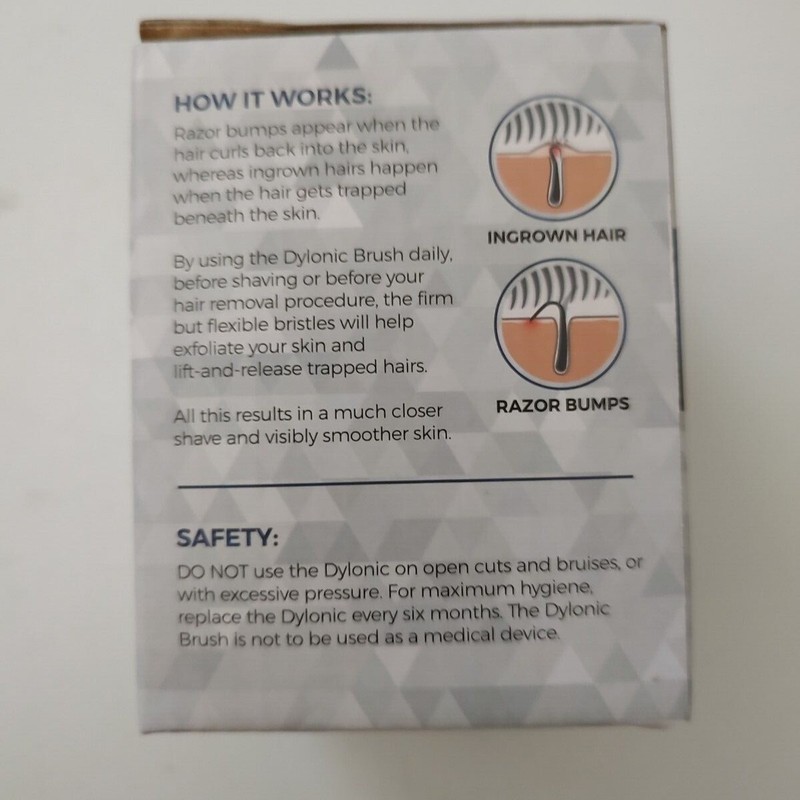 HOW IT WORKS:
Razor bumps appear when the
hair curls back into the skin,
whereas ingrown hairs happen
when the hair gets trapped
beneath the skin.
By using the Dylonic Brush daily,
before shaving or before your
hair removal procedure, the firm
but flexible bristles will help
exfoliate your skin and
lift-and-release trapped hairs.
All this results in a much closer
shave and visibly smoother skin.
INGROWN HAIR
RAZOR BUMPS
SAFETY:
DO NOT use the Dylonic on open cuts and bruises, or
with excessive pressure. For maximum hygiene,
replace the Dylonic every six months. The Dylonic
Brush is not to be used as a medical device.